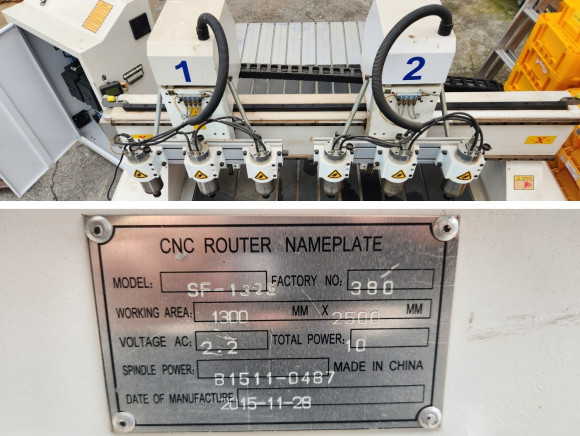 1
2
X
CNC ROUTER NAMEPLATE
MODEL: SF-1325 FACTORY NO: 380
WORKING AREA: 1300 MM X 2500 MM
VOLTAGE AC: 2.2 TOTAL POWER: 10
SPINDLE POWER: B1511-0487 MADE IN CHINA
DATE OF MANUFACTURE 2015-11-28